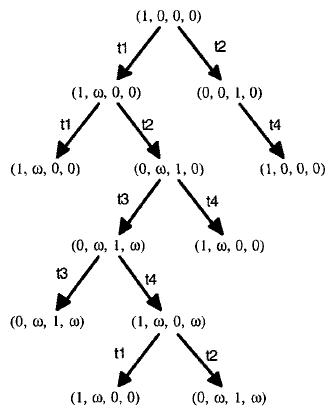 (1, 0, 0, 0)
t1 t2
(1, ω, 0, 0) (0, 0, 1, 0)
t1 t2 t4
(1, ω, 0, 0) (0, ω, 1, 0) (1, 0, 0, 0)
t3 t4
(0, ω, 1, ω) (1, ω, 0, 0)
t3 t4
(0, ω, 1, ω) (1, ω, 0, ω)
t1 t2
(1, ω, 0, 0) (0, ω, 1, ω)